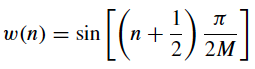 w(n) = sin [ ( n + 1/2 ) π/2M ]